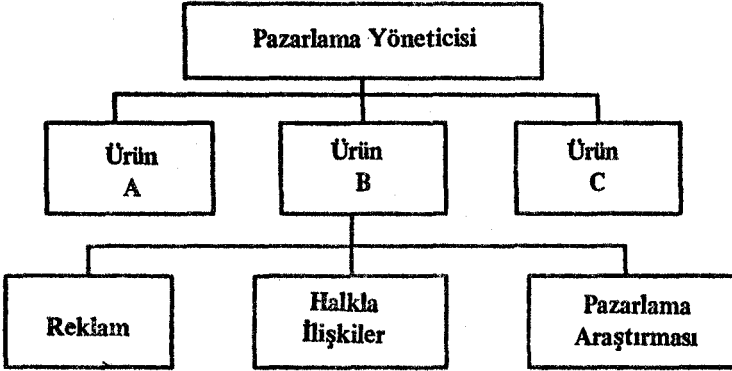 Pazarlama Yöneticisi
Ürün
A
Ürün
B
Ürün
C
Reklam
Halkla
İlişkiler
Pazarlama
Araştırması